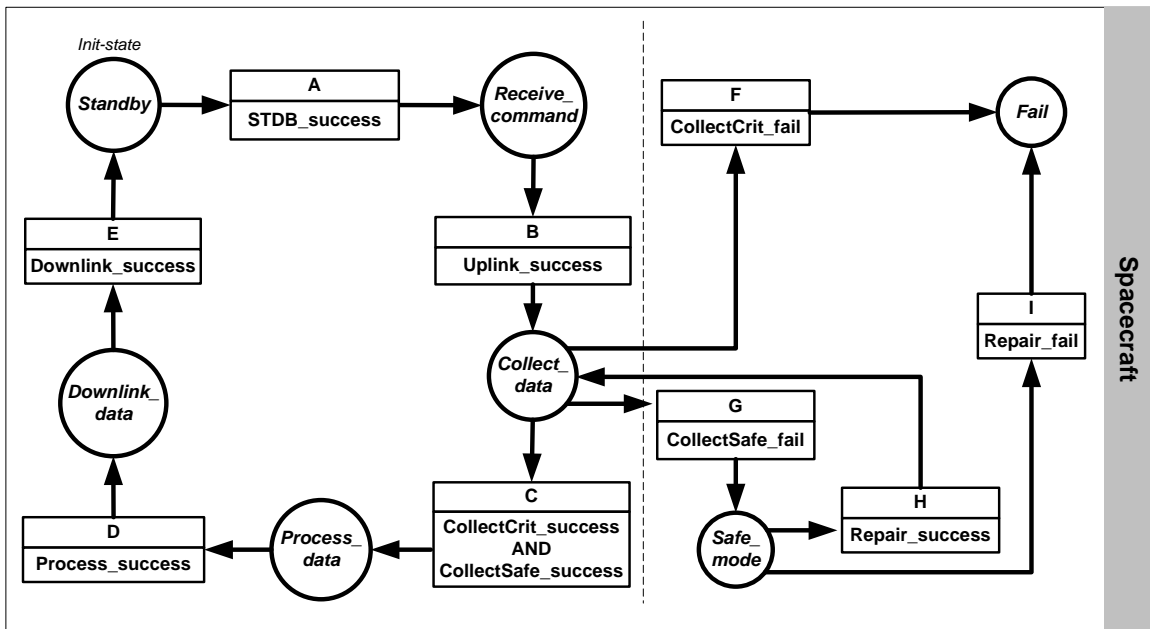 Init-state
Standby
A
STDB_success
Receive_
command
F
CollectCrit_fail
Fail
E
Downlink_success
B
Uplink_success
I
Repair_fail
Spacecraft
Downlink_
data
Collect_
data
G
CollectSafe_fail
D
Process_success
Process_
data
C
CollectCrit_success
AND
CollectSafe_success
Safe_
mode
H
Repair_success